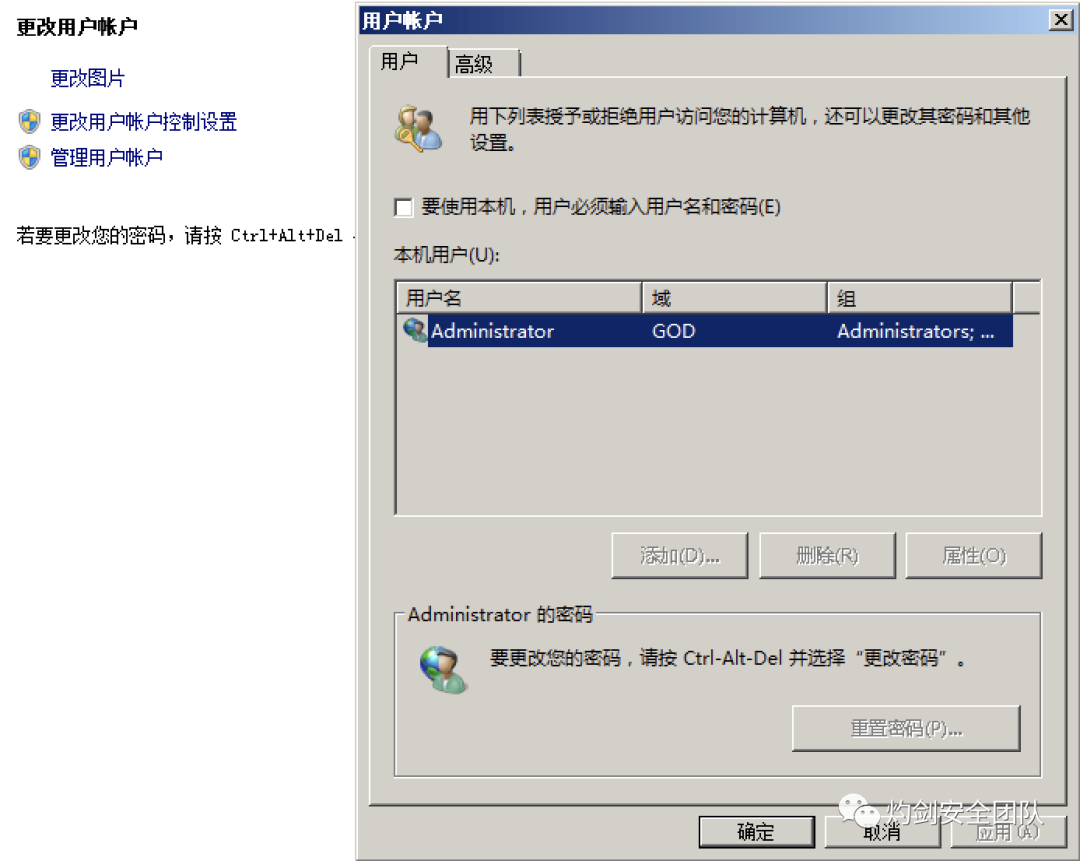 更改用户帐户
更改图片
更改用户帐户控制设置
管理用户帐户
若要更改您的密码，请按 Ctrl+Alt+Del
用户帐户
用户
高级
用下列表授予或拒绝用户访问您的计算机，还可以更改其密码和其他
设置。
要使用本机，用户必须输入用户名和密码(E)
本机用户(U):
用户名 域 组
Administrator GOD Administrators; ...
添加(D)... 删除(R) 属性(O)
Administrator 的密码
要更改您的密码，请按 Ctrl-Alt-Del 并选择“更改密码”。
重置密码(P)...
灼剑安全团队
确定 取消 应用(A)